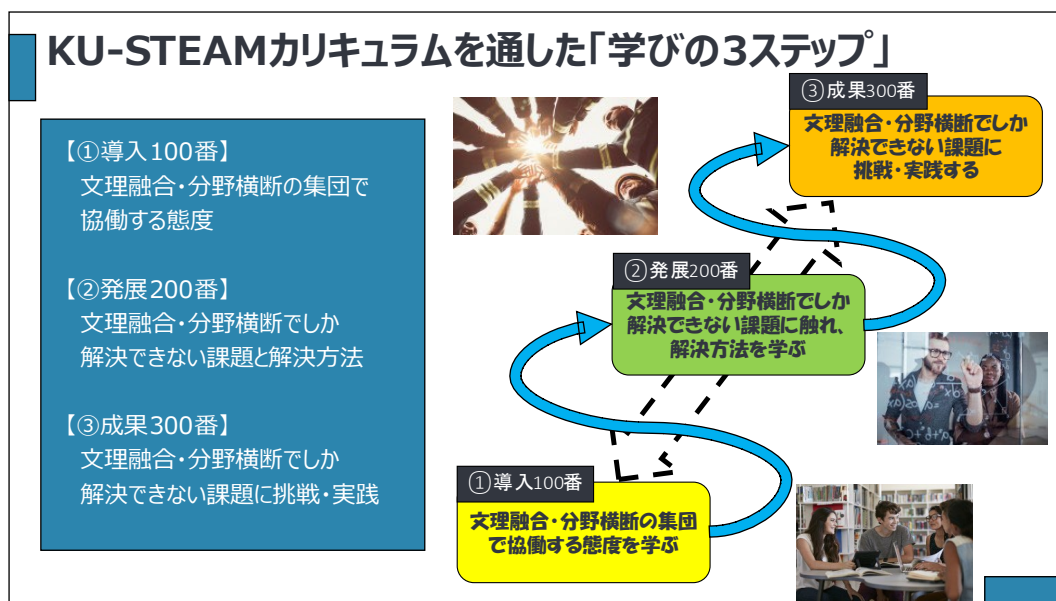 KU-STEAMカリキュラムを通した「学びの3ステップ」
【①導入100番】
文理融合・分野横断の集団で
協働する態度
【②発展200番】
文理融合・分野横断でしか
解決できない課題と解決方法
【③成果300番】
文理融合・分野横断でしか
解決できない課題に挑戦・実践
③成果300番
文理融合・分野横断でしか
解決できない課題に
挑戦・実践する
②発展200番
文理融合・分野横断でしか
解決できない課題に触れ、
解決方法を学ぶ
①導入100番
文理融合・分野横断の集団
で協働する態度を学ぶ